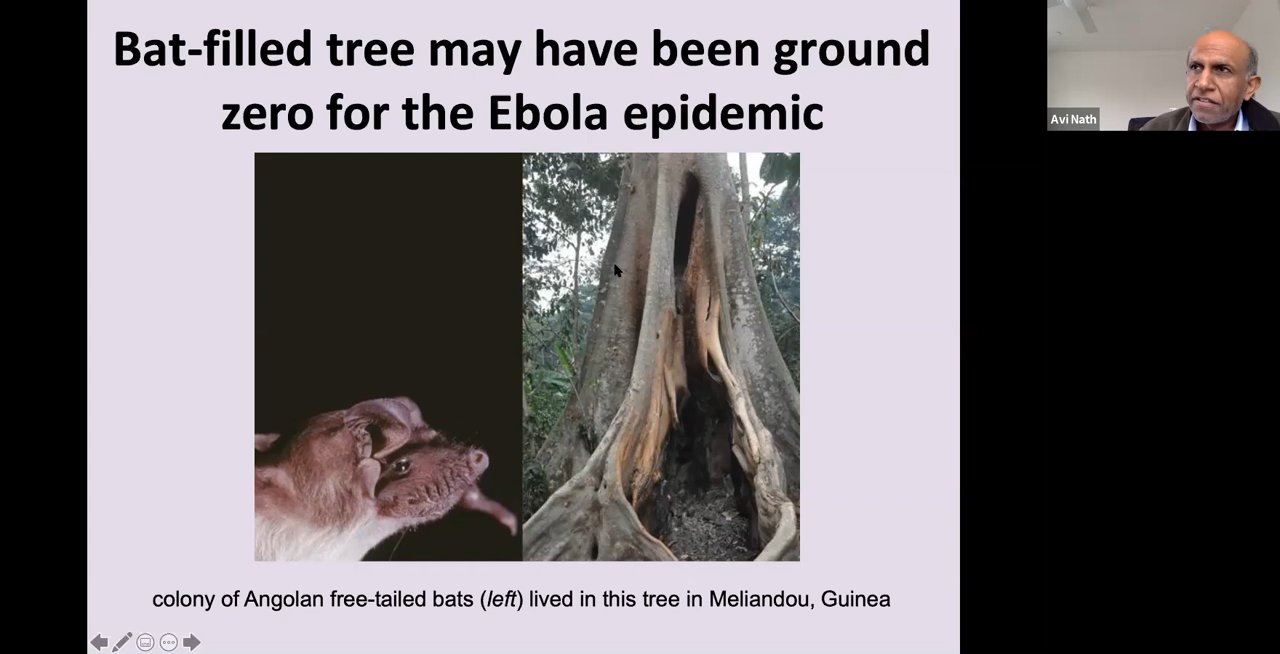 Bat-filled tree may have been ground
zero for the Ebola epidemic
Avi Nath
colony of Angolan free-tailed bats (left) lived in this tree in Meliandou, Guinea